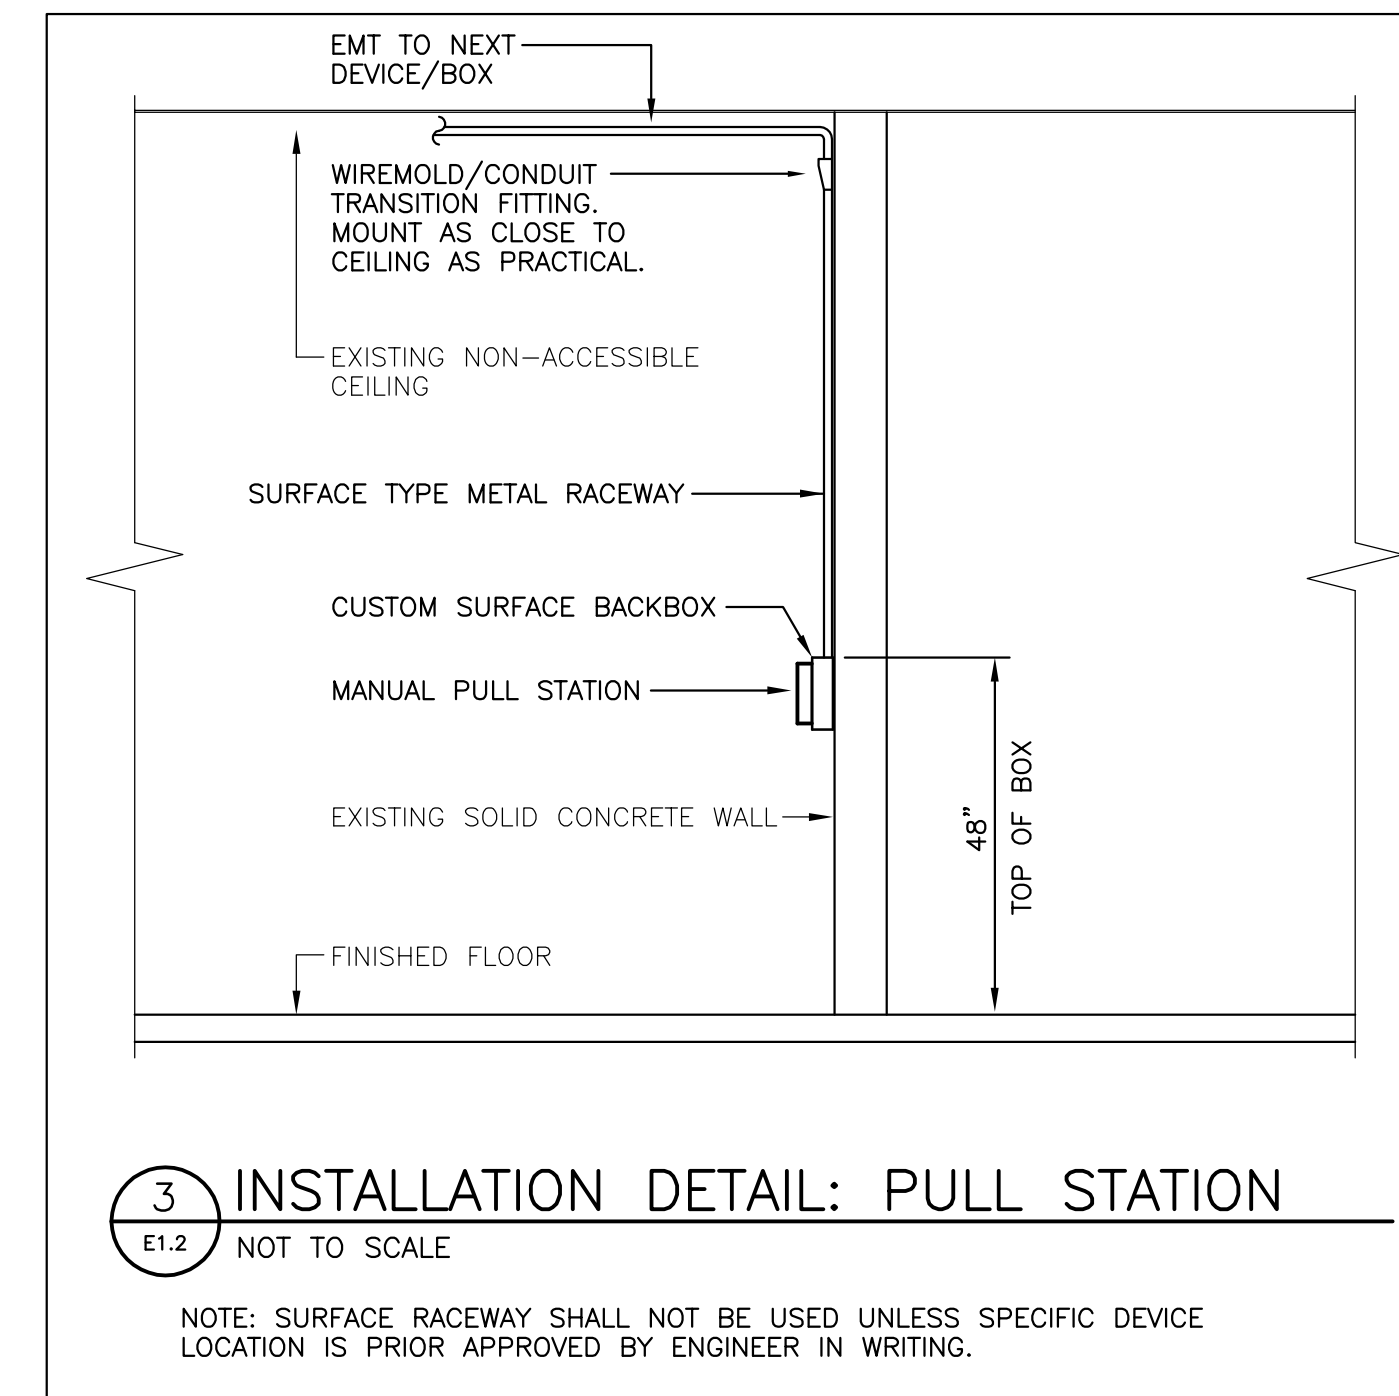 EMT TO NEXT
DEVICE/BOX
WIREMOLD/CONDUIT
TRANSITION FITTING.
MOUNT AS CLOSE TO
CEILING AS PRACTICAL.
EXISTING NON-ACCESSIBLE
CEILING
SURFACE TYPE METAL RACEWAY
CUSTOM SURFACE BACKBOX
MANUAL PULL STATION
48"
TOP OF BOX
EXISTING SOLID CONCRETE WALL
FINISHED FLOOR
3
E1.2
INSTALLATION DETAIL: PULL STATION
NOT TO SCALE
NOTE: SURFACE RACEWAY SHALL NOT BE USED UNLESS SPECIFIC DEVICE
LOCATION IS PRIOR APPROVED BY ENGINEER IN WRITING.